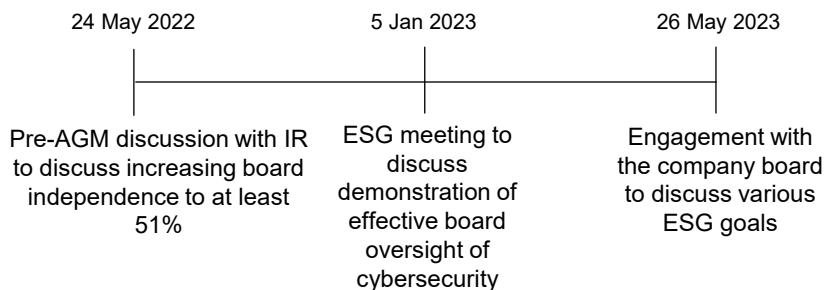 24 May 2022
5 Jan 2023
26 May 2023
Pre-AGM discussion with IR
to discuss increasing board
independence to at least
51%
ESG meeting to
discuss
demonstration of
effective board
oversight of
cybersecurity
Engagement with
the company board
to discuss various
ESG goals